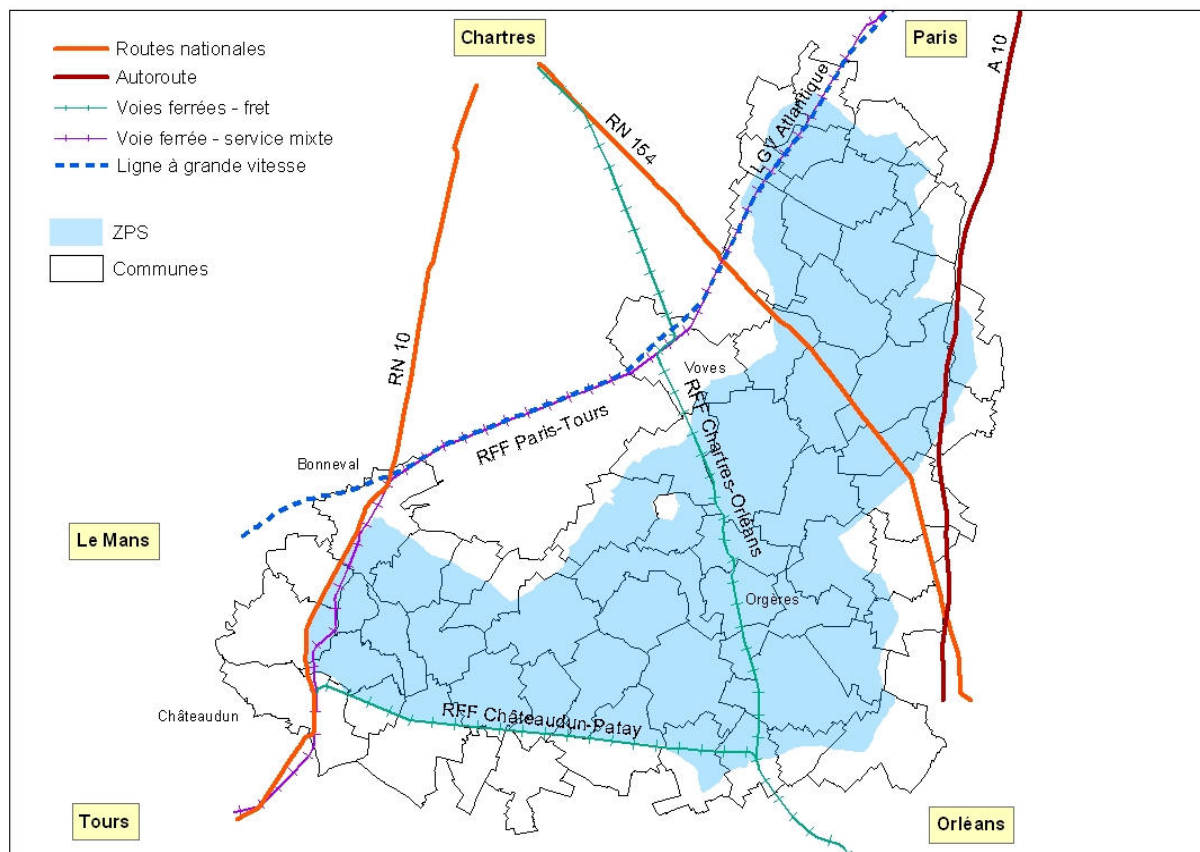 Routes nationales
Autoroute
Voies ferrées - fret
Voie ferrée - service mixte
Ligne à grande vitesse
ZPS
Communes
Chartres
Paris
A 10
RN 154
LGV Atlantique
RN 10
Voves
RFF Paris-Tours
RFF Chartres-Orléans
Bonneval
Le Mans
Orgères
Châteaudun
RFF Châteaudun-Patay
Tours
Orléans